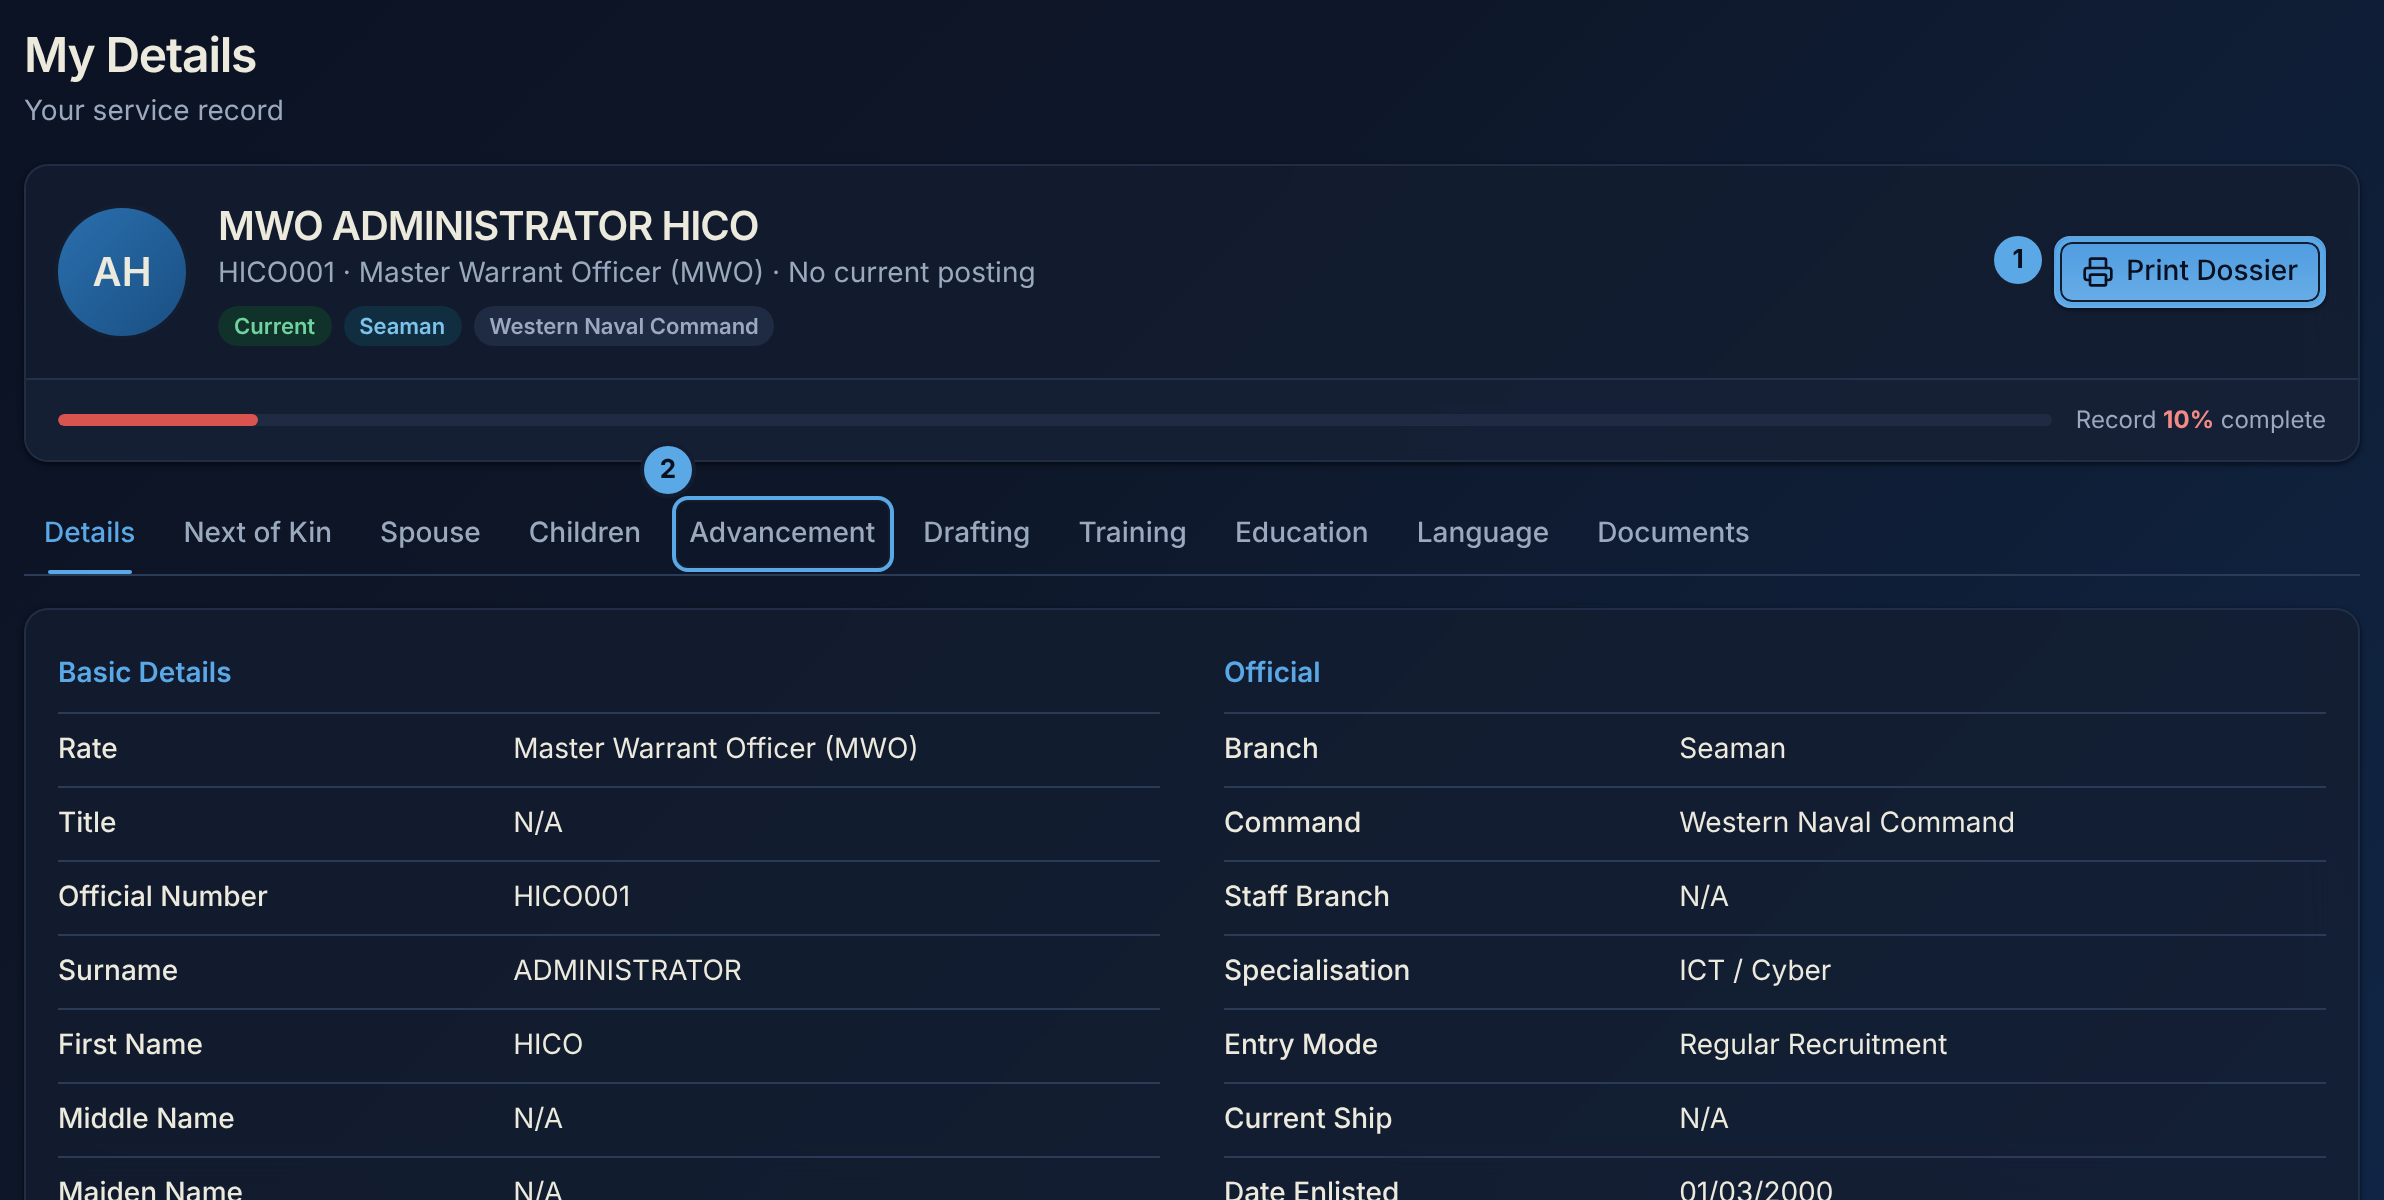 My Details
Your service record
AH
MWO ADMINISTRATOR HICO
HICO001 · Master Warrant Officer (MWO) · No current posting
Current Seaman Western Naval Command
1
Print Dossier
Record 10% complete
2
Details Next of Kin Spouse Children Advancement Drafting Training Education Language Documents
Basic Details
Rate Master Warrant Officer (MWO)
Title N/A
Official Number HICO001
Surname ADMINISTRATOR
First Name HICO
Middle Name N/A
Maiden Name N/A
Official
Branch Seaman
Command Western Naval Command
Staff Branch N/A
Specialisation ICT / Cyber
Entry Mode Regular Recruitment
Current Ship N/A
Date Enlisted 01/03/2000